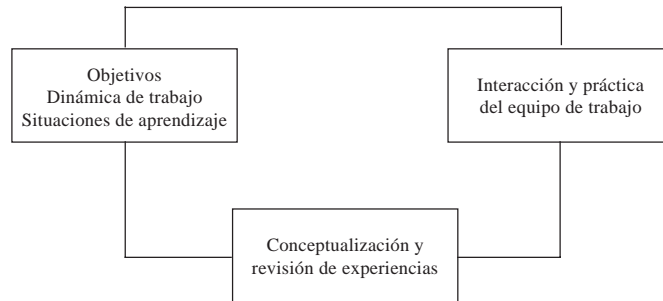 Objetivos
Dinámica de trabajo
Situaciones de aprendizaje
Interacción y práctica
del equipo de trabajo
Conceptualización y
revisión de experiencias